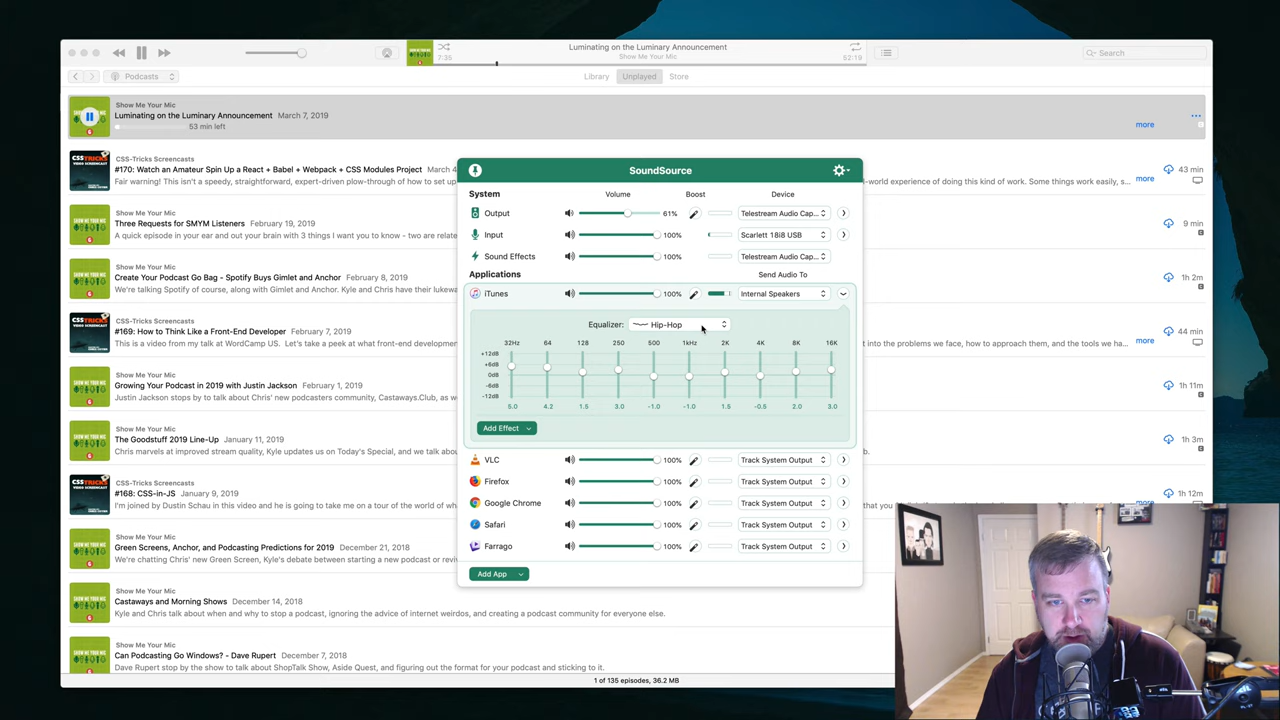 Luminating on the Luminary Announcement
Show Me Your Mic
7:35
52:19
Search
Podcasts
Library
Unplayed
Store
Show Me Your Mic
Luminating on the Luminary Announcement March 7, 2019
53 min left
more
CSS-Tricks Screencasts
#170: Watch an Amateur Spin Up a React + Babel + Webpack + CSS Modules Project March 4
Fair warning! This isn't a speedy, straightforward, expert-driven plow-through of how to set up
-world experience of doing this kind of work. Some things work easily, s...
more
43 min
Show Me Your Mic
Three Requests for SMYM Listeners February 19, 2019
A quick episode in your ear and out your brain with 3 things I want you to know - two are relate
9 min
Show Me Your Mic
Create Your Podcast Go Bag - Spotify Buys Gimlet and Anchor February 8, 2019
We're talking Spotify of course, along with Gimlet and Anchor. Kyle and Chris have their likely
1h 2m
CSS-Tricks Screencasts
#169: How to Think Like a Front-End Developer February 7, 2019
This is a video from my talk at WordCamp US. Let's take a peek at what
into the problems we face, how to approach them, and the tools we ha...
more
44 min
Show Me Your Mic
Growing Your Podcast in 2019 with Justin Jackson February 1, 2019
Justin Jackson stops by to talk about Chris' new podcasters community, Castaways.Club, as we
1h 11m
Show Me Your Mic
The Goodstuff 2019 Line-Up January 11, 2019
Chris marvels at improved stream quality, Kyle updates us on Today's Special, and we talk abou
1h 3m
CSS-Tricks Screencasts
#168: CSS-in-JS January 9, 2019
I'm joined by Dustin Schau in this video and he is going to take me on a tour of the world of
that you a
1h 12m
Show Me Your Mic
Green Screens, Anchor, and Podcasting Predictions for 2019 December 21, 2018
We're chatting Chris' new Green Screen, Kyle's debate between starting a new podcast or reviv
Show Me Your Mic
Castaways and Morning Shows December 14, 2018
Kyle and Chris talk about when and why to stop a podcast, ignoring the advice of internet weirdos, and creating a podcast community for everyone else.
Show Me Your Mic
Can Podcasting Go Windows? - Dave Rupert December 7, 2018
Dave Rupert stop by the show to talk about ShopTalk Show, Aside Quest, and figuring out the format for your podcast and sticking to it.
1 of 135 episodes, 36.2 MB
SoundSource
System Volume Boost Device
Output 61% Telestream Audio Cap...
Input 100% Scarlett 18i8 USB
Sound Effects 100% Telestream Audio Cap...
Applications Send Audio To
iTunes 100% Internal Speakers
Equalizer: Hip-Hop
32Hz 64 128 250 500 1kHz 2K 4K 8K 16K
+12dB
+6dB
0dB
-6dB
-12dB
5.0 4.2 1.5 3.0 -1.0 -1.0 1.5 -0.5 2.0 3.0
Add Effect
VLC 100% Track System Output
Firefox 100% Track System Output
Google Chrome 100% Track System Output
Safari 100% Track System Output
Farrago 100% Track System Output
Add App